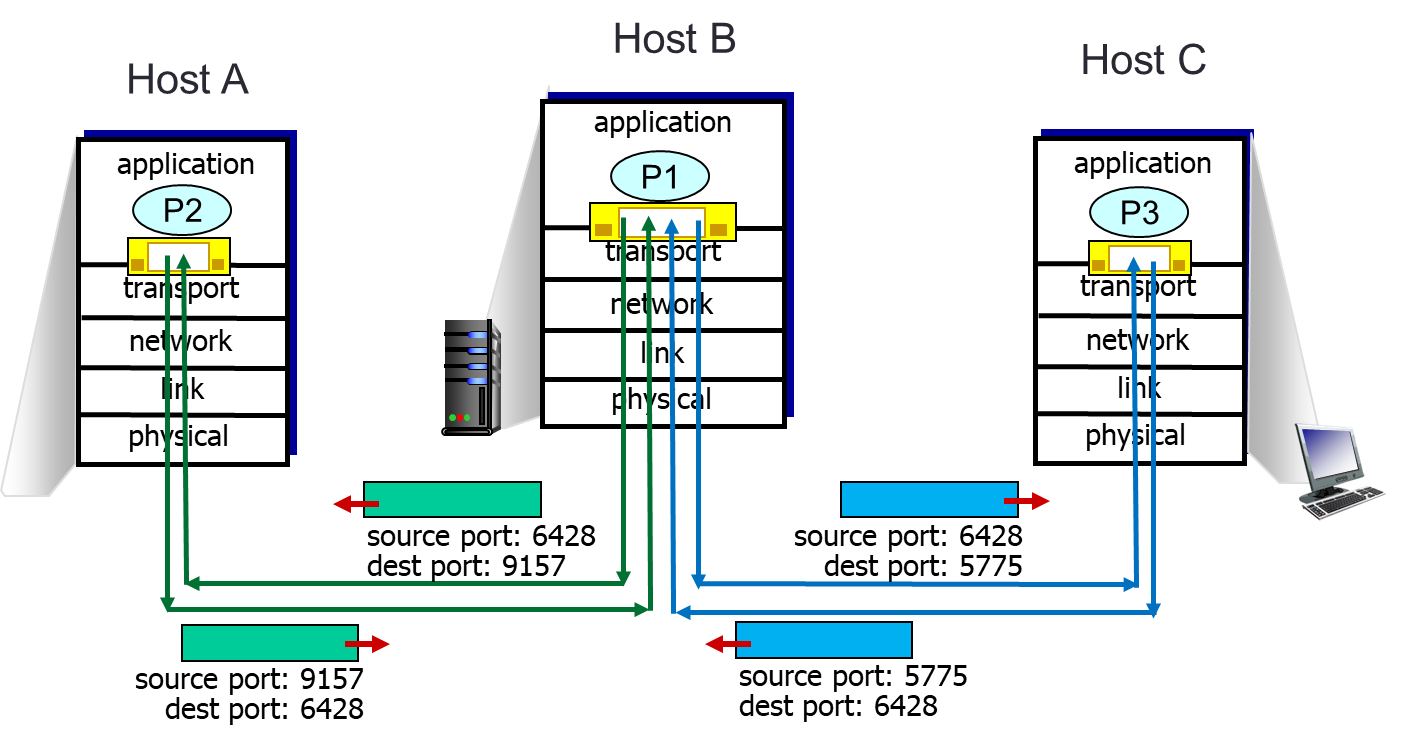 Host A
application
P2
transport
network
link
physical
Host B
application
P1
transport
network
link
physical
Host C
application
P3
transport
network
link
physical
source port: 6428
dest port: 9157
source port: 6428
dest port: 5775
source port: 9157
dest port: 6428
source port: 5775
dest port: 6428